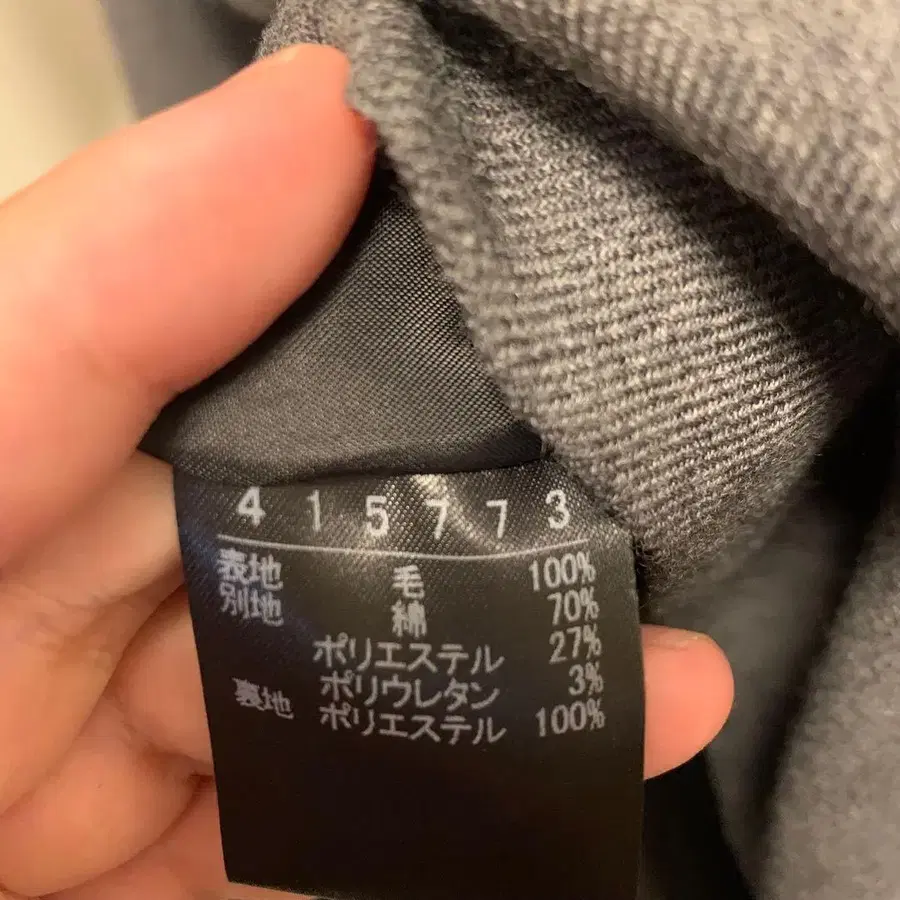 4 1 5 7 7 3
表地 毛 100%
別地 綿 70%
ポリエステル 27%
ポリウレタン 3%
裏地 ポリエステル 100%